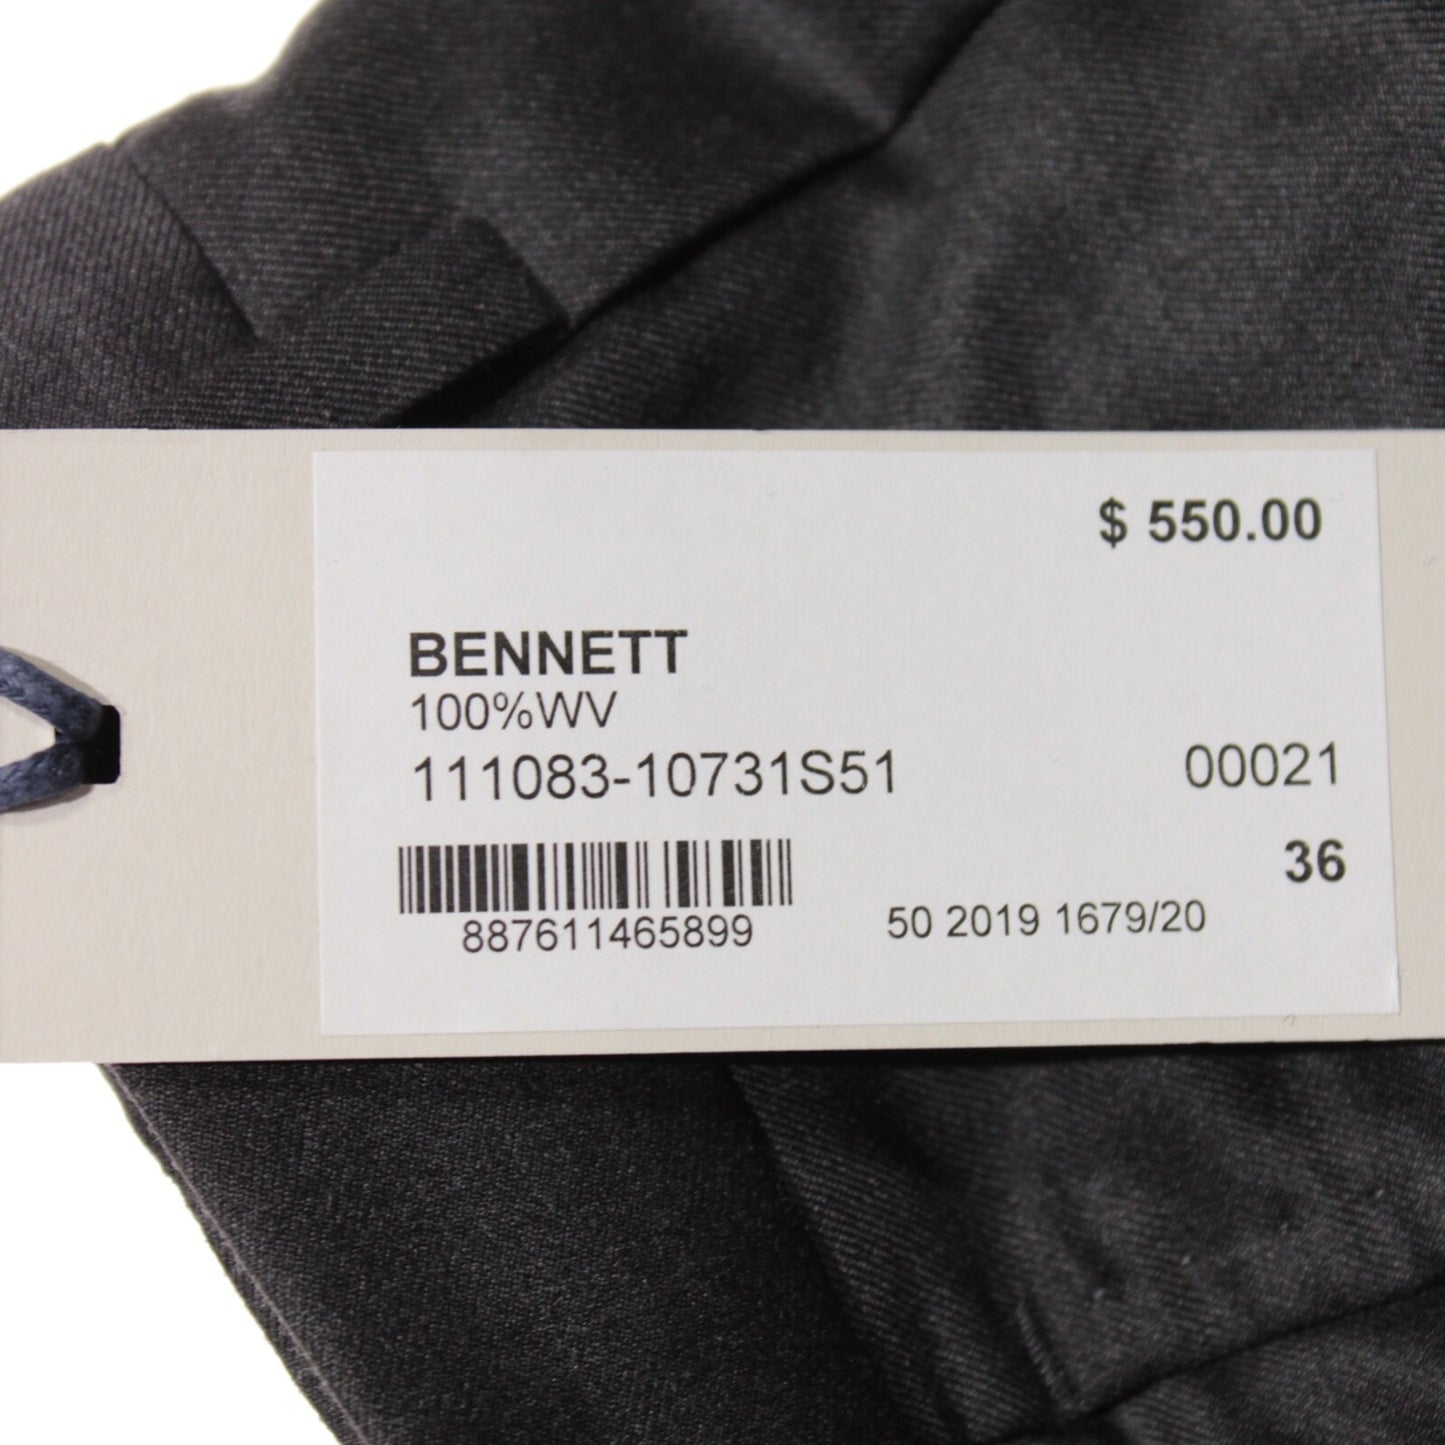 $ 550.00
BENNETT
100%WV
111083-10731S51 00021
36
887611465899 50 2019 1679/20